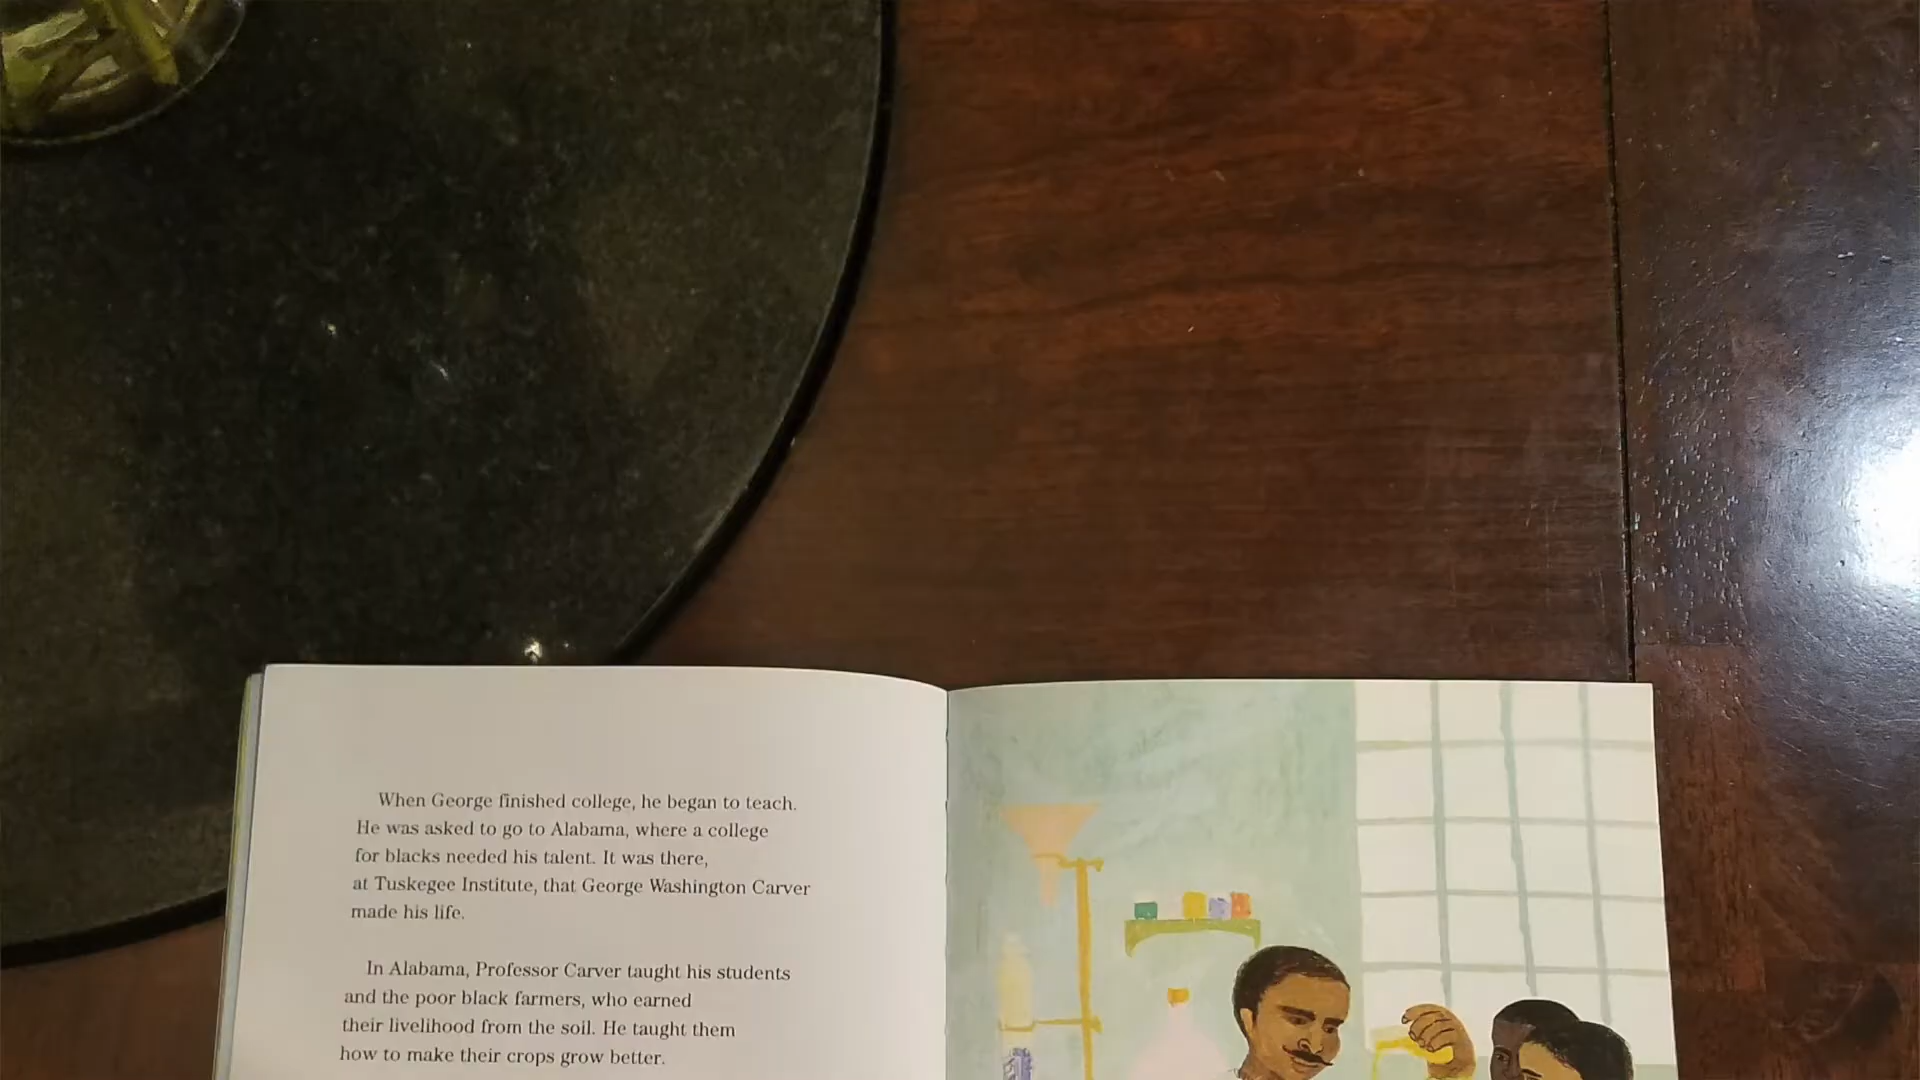 When George finished college, he began to teach.
He was asked to go to Alabama, where a college
for blacks needed his talent. It was there,
at Tuskegee Institute, that George Washington Carver
made his life.
In Alabama, Professor Carver taught his students
and the poor black farmers, who earned
their livelihood from the soil. He taught them
how to make their crops grow better.